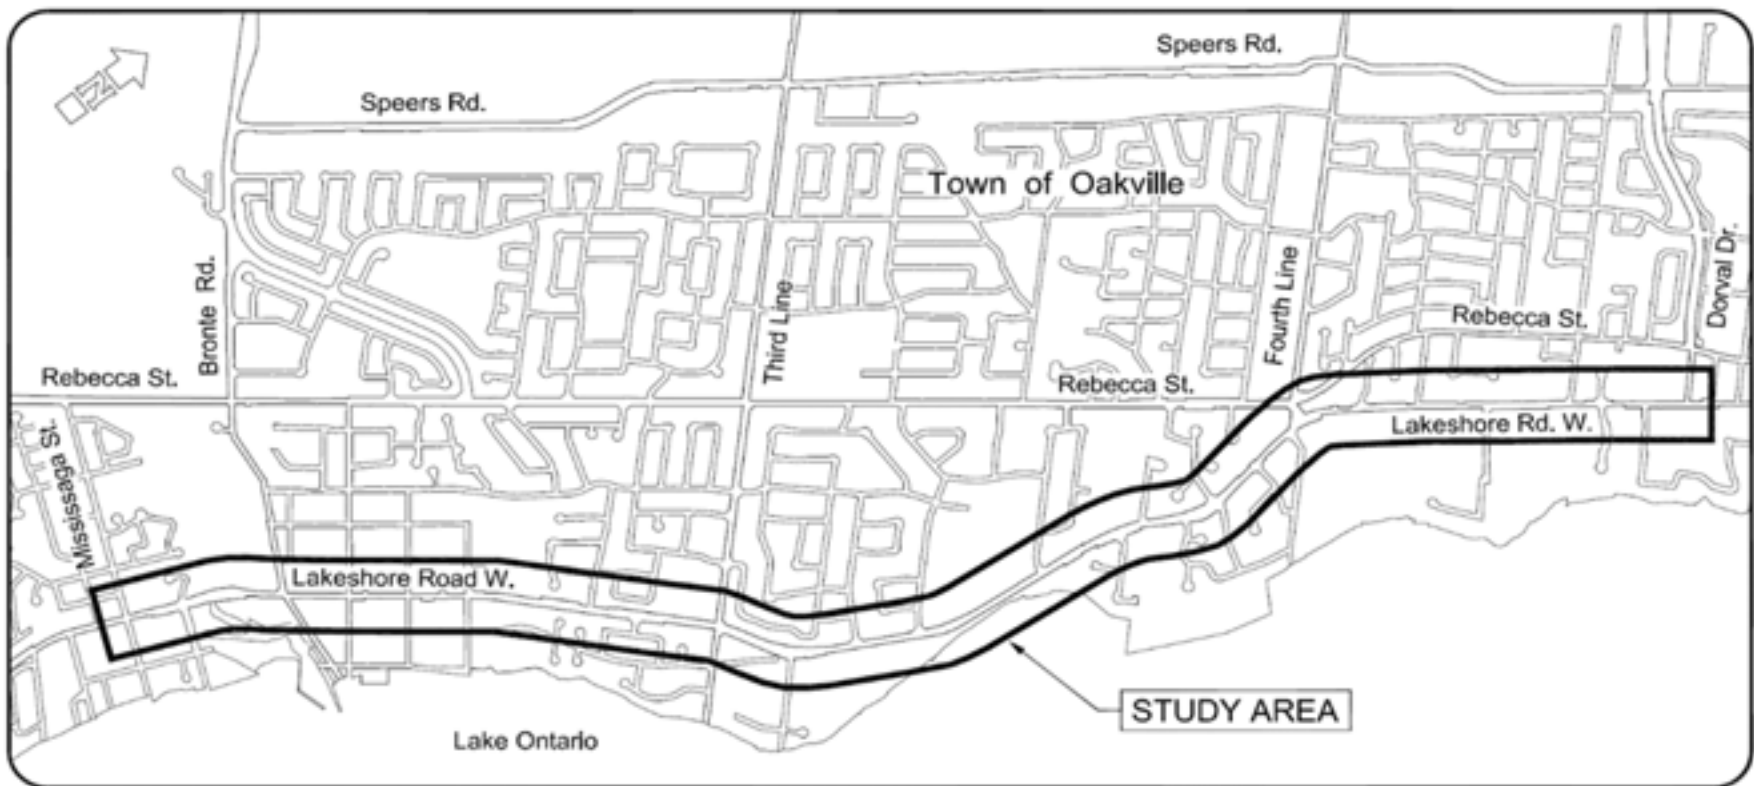 Speers Rd.
N
Speers Rd.
Town of Oakville
Bronte Rd.
Third Line
Fourth Line
Dorval Dr.
Rebecca St.
Rebecca St.
Rebecca St.
Mississaga St.
Lakeshore Rd. W.
Lakeshore Road W.
STUDY AREA
Lake Ontario